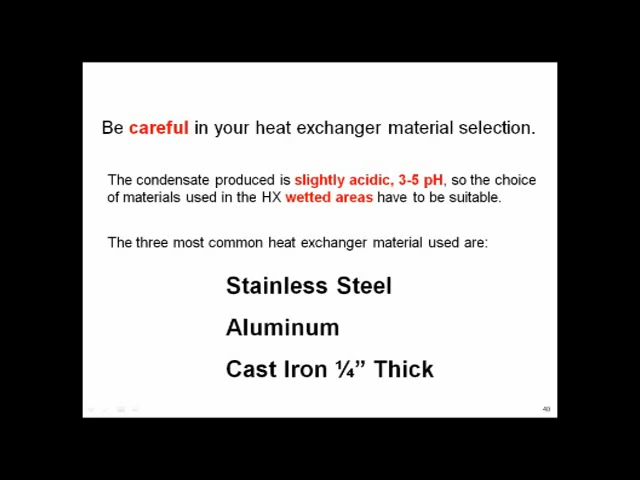 Be careful in your heat exchanger material selection.
The condensate produced is slightly acidic, 3-5 pH, so the choice
of materials used in the HX wetted areas have to be suitable.
The three most common heat exchanger material used are:
Stainless Steel
Aluminum
Cast Iron ¼” Thick
40